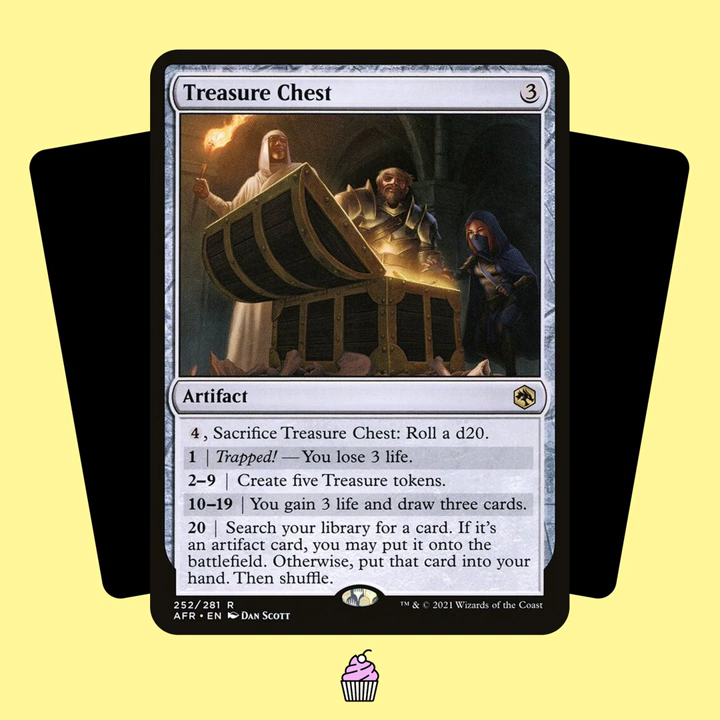 Treasure Chest 3
Artifact
4, Sacrifice Treasure Chest: Roll a d20.
1 | Trapped! — You lose 3 life.
2–9 | Create five Treasure tokens.
10–19 | You gain 3 life and draw three cards.
20 | Search your library for a card. If it's
an artifact card, you may put it onto the
battlefield. Otherwise, put that card into your
hand. Then shuffle.
252/281 R
AFR • EN Dan Scott
™ & © 2021 Wizards of the Coast